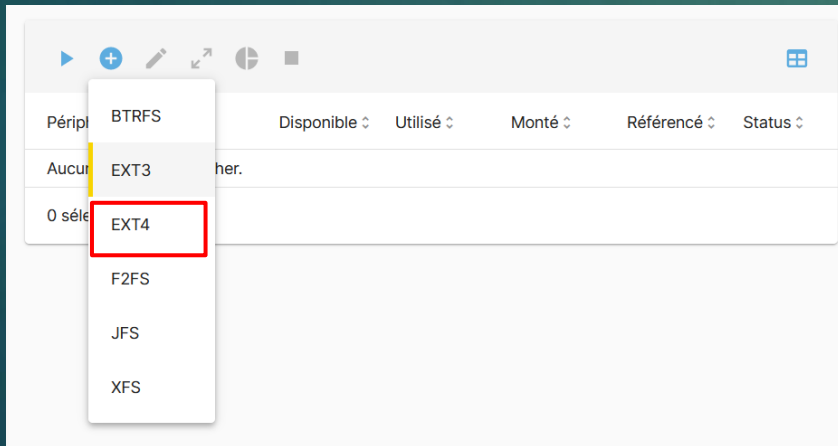 Périph
Disponible
Utilisé
Monté
Référencé
Status
Aucun
her.
0 séle
BTRFS
EXT3
EXT4
F2FS
JFS
XFS